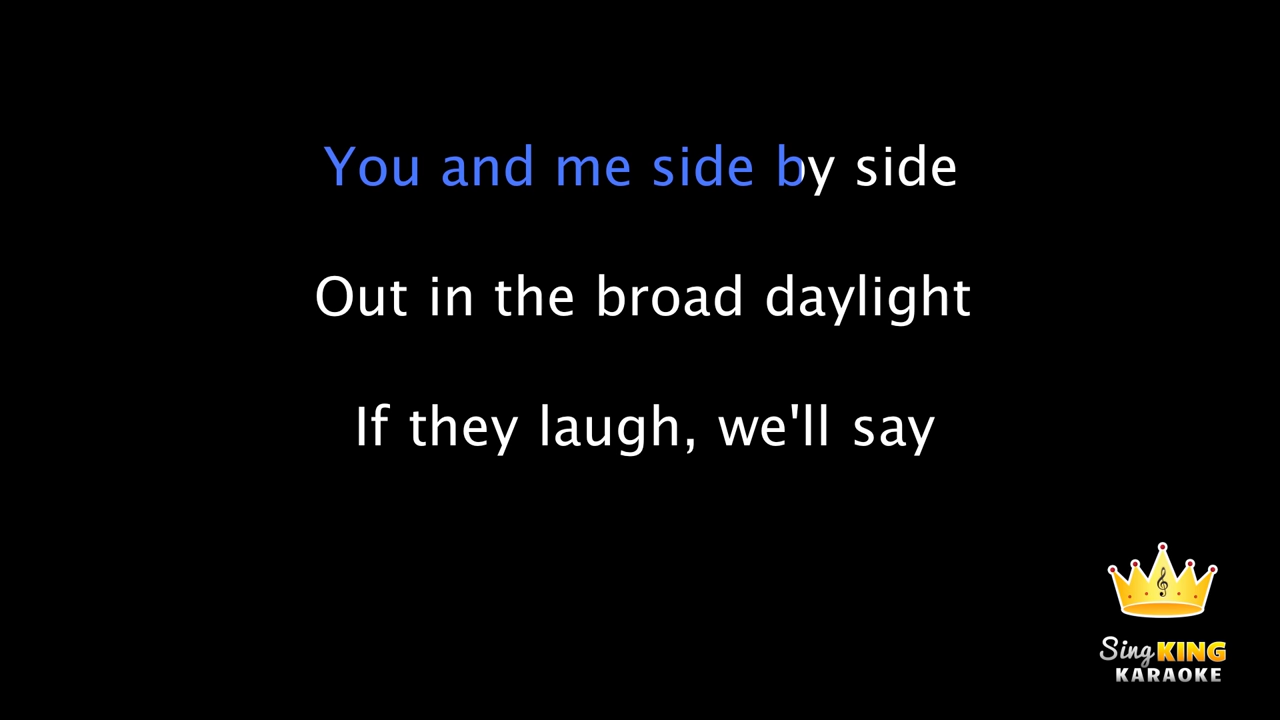 You and me side by side
Out in the broad daylight
If they laugh, we'll say
Sing KING
KARAOKE